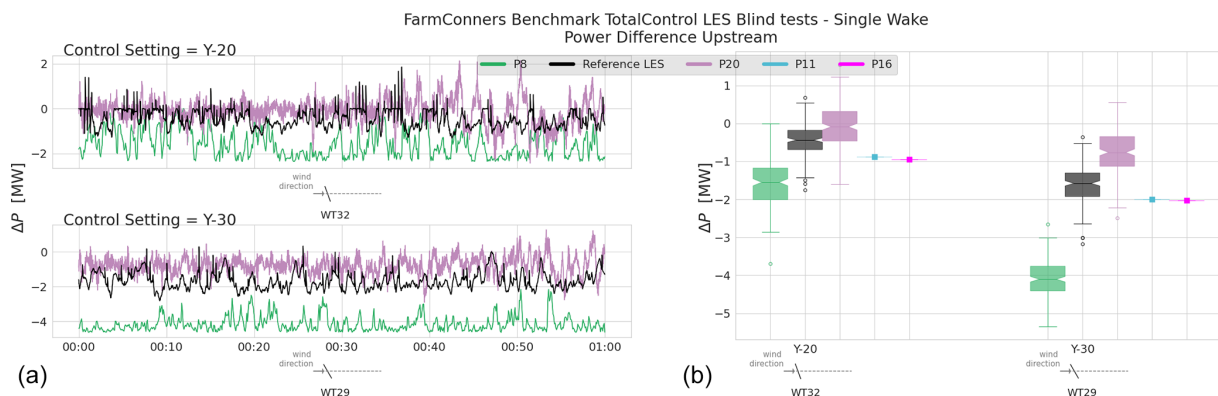 FarmConners Benchmark TotalControl LES Blind tests - Single Wake
Power Difference Upstream
P8 Reference LES P20 P11 P16
Control Setting = Y-20
2
0
−2
wind
direction
WT32
ΔP [MW]
Control Setting = Y-30
0
−2
−4
00:00 00:10 00:20 00:30 00:40 00:50 01:00
wind
direction
WT29
(a)
ΔP [MW]
1
0
−1
−2
−3
−4
−5
Y-20 Y-30
wind
direction
WT32
wind
direction
WT29
(b)